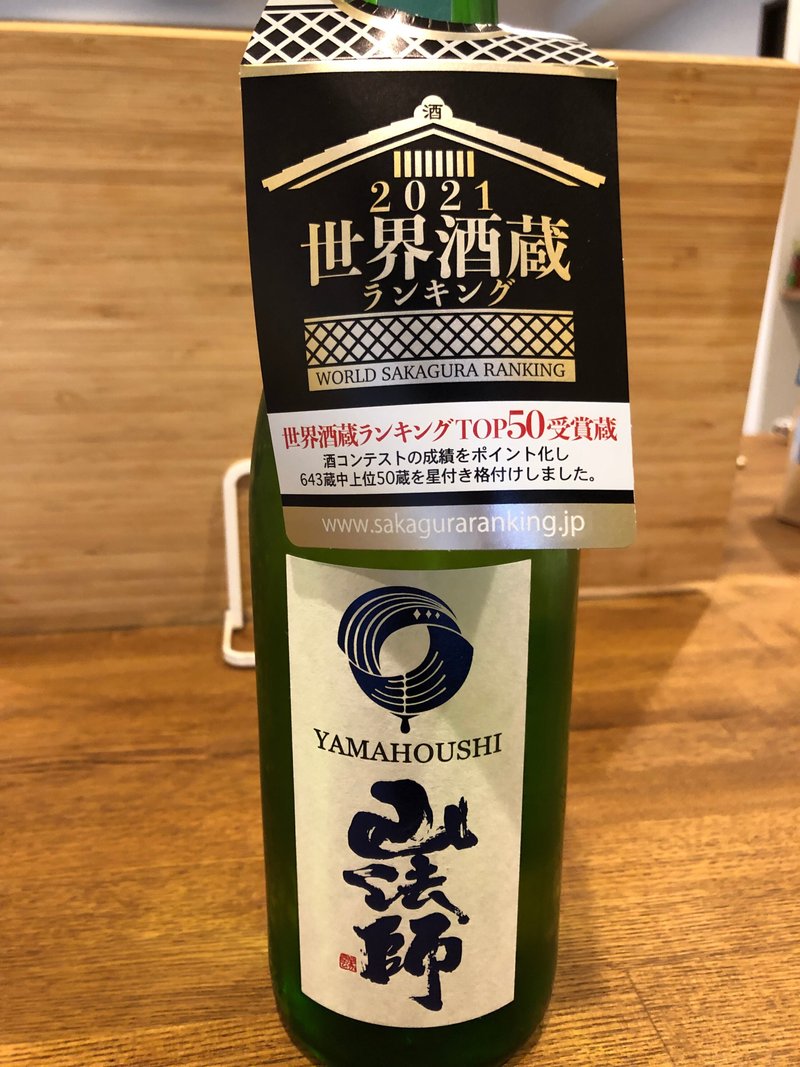 酒
2021
世界酒蔵
ランキング
WORLD SAKAGURA RANKING
世界酒蔵ランキングTOP50受賞蔵
酒コンテストの成績をポイント化し
643蔵中上位50蔵を星付き格付けしました。
www.sakaguraranking.jp
YAMAHOUSHI
山法師